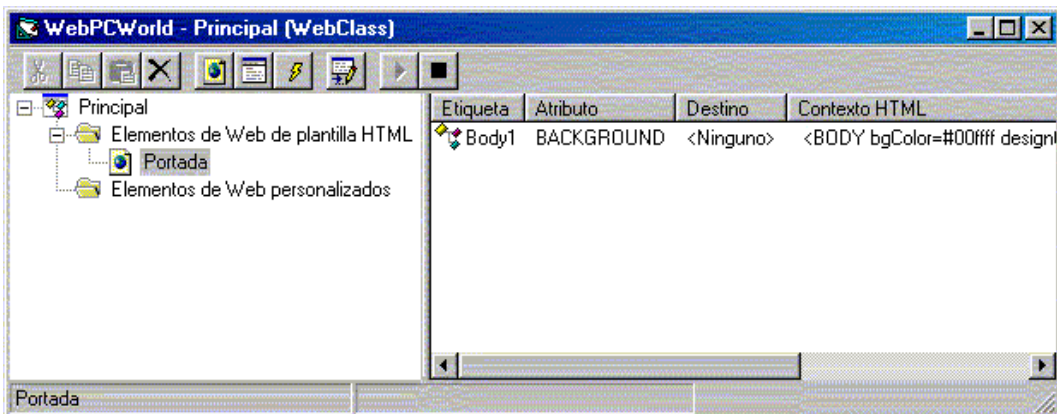 WebPCWorld - Principal (WebClass)
Principal
Elementos de Web de plantilla HTML
Portada
Elementos de Web personalizados
Etiqueta Atributo Destino Contexto HTML
Body1 BACKGROUND <Ninguno> <BODY bgColor=#00ffff design
Portada